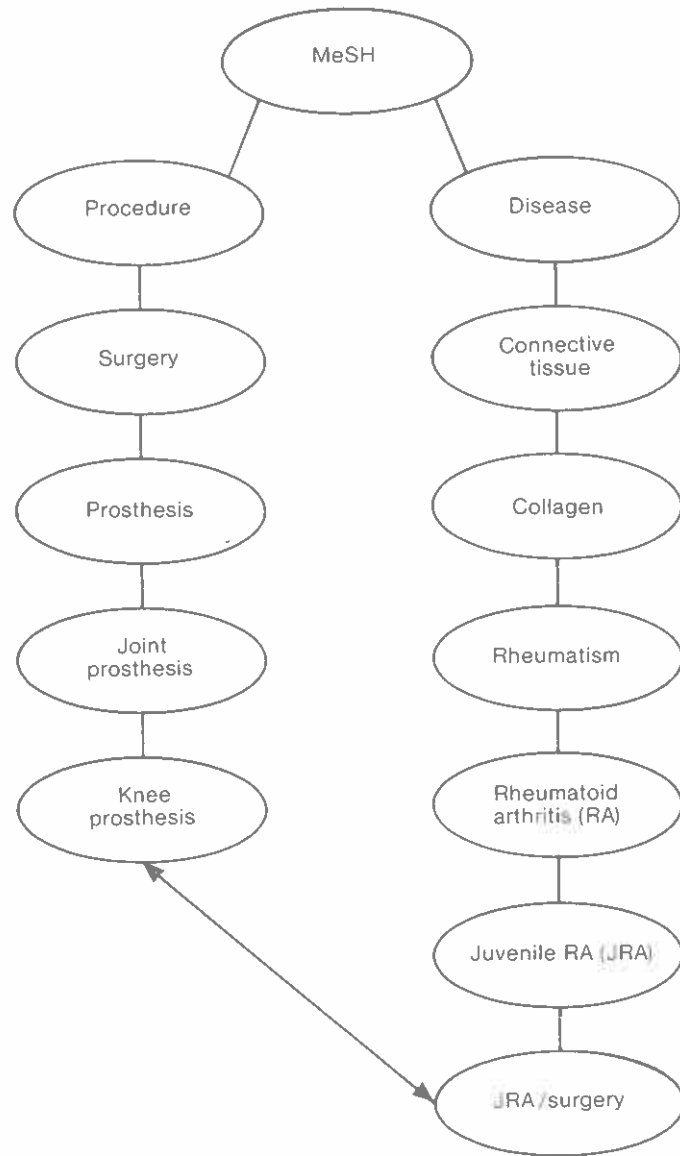 MeSH
Procedure
Surgery
Prosthesis
Joint
prosthesis
Knee
prosthesis
Disease
Connective
tissue
Collagen
Rheumatism
Rheumatoid
arthritis (RA)
Juvenile RA (JRA)
JRA/surgery